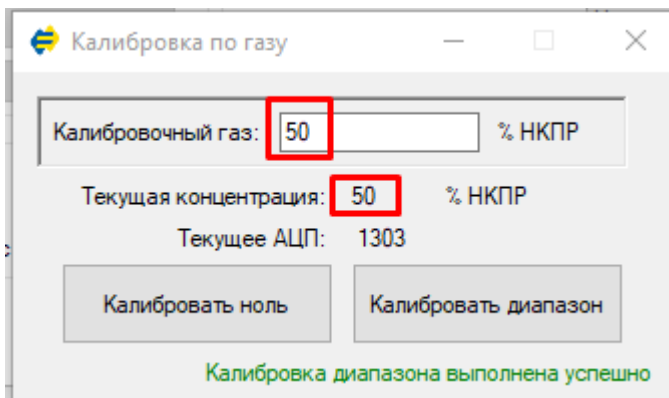 Калибровка по газу
Калибровочный газ: 50 % НКПР
Текущая концентрация: 50 % НКПР
Текущее АЦП: 1303
Калибровать ноль Калибровать диапазон
Калибровка диапазона выполнена успешно